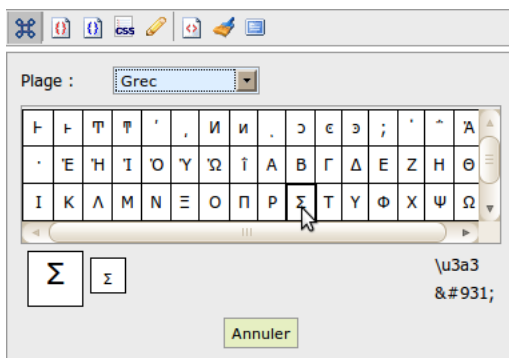 {} {} CSS <>
Plage : Grec
Ͱ ͱ Ͳ ͳ ʹ ͵ Ͷ ͷ ͺ ͻ ͼ ͽ ; ΄ ΅ Ά
· Έ Ή Ί Ό Ύ Ώ ΐ Α Β Γ Δ Ε Ζ Η Θ
Ι Κ Λ Μ Ν Ξ Ο Π Ρ Σ Τ Υ Φ Χ Ψ Ω
Σ Σ \u3a3
&#931;
Annuler